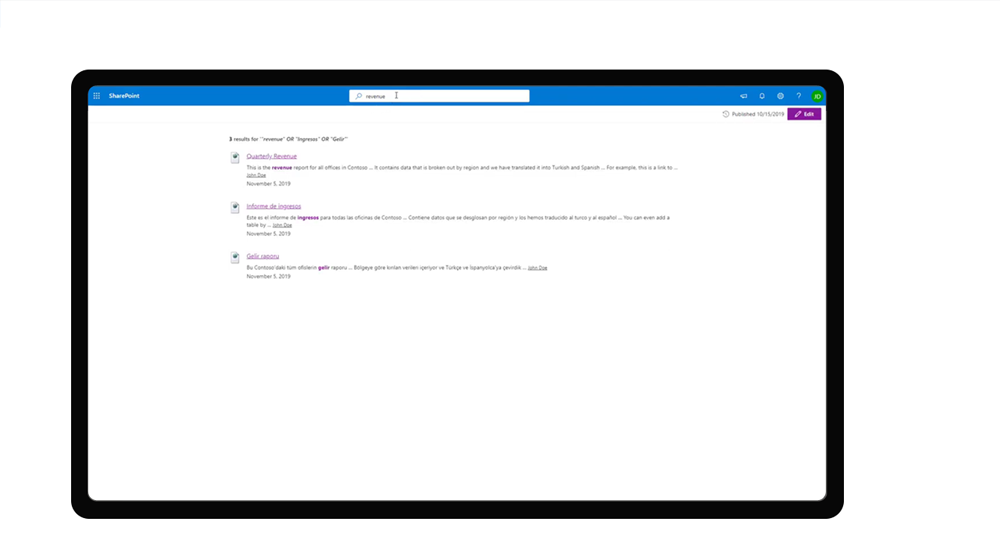 SharePoint
revenue
?
JD
Published 10/15/2019
Edit
3 results for ''"revenue" OR "Ingresos" OR "Gelir"'
Quarterly Revenue
This is the revenue report for all offices in Contoso ... It contains data that is broken out by region and we have translated it into Turkish and Spanish ... For example, this is a link to ...
John Doe
November 5, 2019
Informe de ingresos
Este es el informe de ingresos para todas las oficinas de Contoso ... Contiene datos que se desglosan por región y los hemos traducido al turco y al español ... You can even add a
table by ... John Doe
November 5, 2019
Gelir raporu
Bu Contoso'daki tüm ofislerin gelir raporu ... Bölgeye göre kırılan verileri içeriyor ve Türkçe ve İspanyolca'ya çevirdik ... John Doe
November 5, 2019